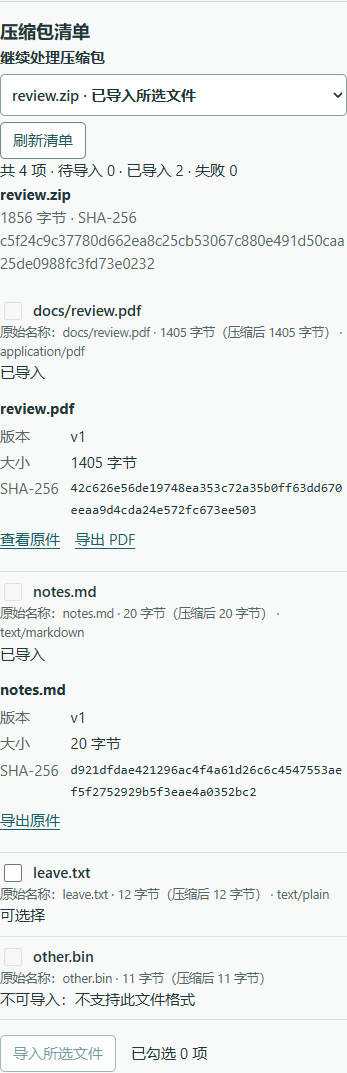 压缩包清单
继续处理压缩包
review.zip · 已导入所选文件
刷新清单
共 4 项 · 待导入 0 · 已导入 2 · 失败 0
review.zip
1856 字节 · SHA-256
c5f24c9c37780d662ea8c25cb53067c880e491d50caa
25de0988fc3fd73e0232
docs/review.pdf
原始名称：docs/review.pdf · 1405 字节（压缩后 1405 字节） ·
application/pdf
已导入
review.pdf
版本 v1
大小 1405 字节
SHA-256 42c626e56de19748ea353c72a35b0ff63dd670
eeaa9d4cda24e572fc673ee503
查看原件 导出 PDF
notes.md
原始名称：notes.md · 20 字节（压缩后 20 字节） ·
text/markdown
已导入
notes.md
版本 v1
大小 20 字节
SHA-256 d921dfdae421296ac4f4a61d26c6c4547553ae
f5f2752929b5f3eae4a0352bc2
导出原件
leave.txt
原始名称：leave.txt · 12 字节（压缩后 12 字节） · text/plain
可选择
other.bin
原始名称：other.bin · 11 字节（压缩后 11 字节）
不可导入：不支持此文件格式
导入所选文件 已勾选 0 项